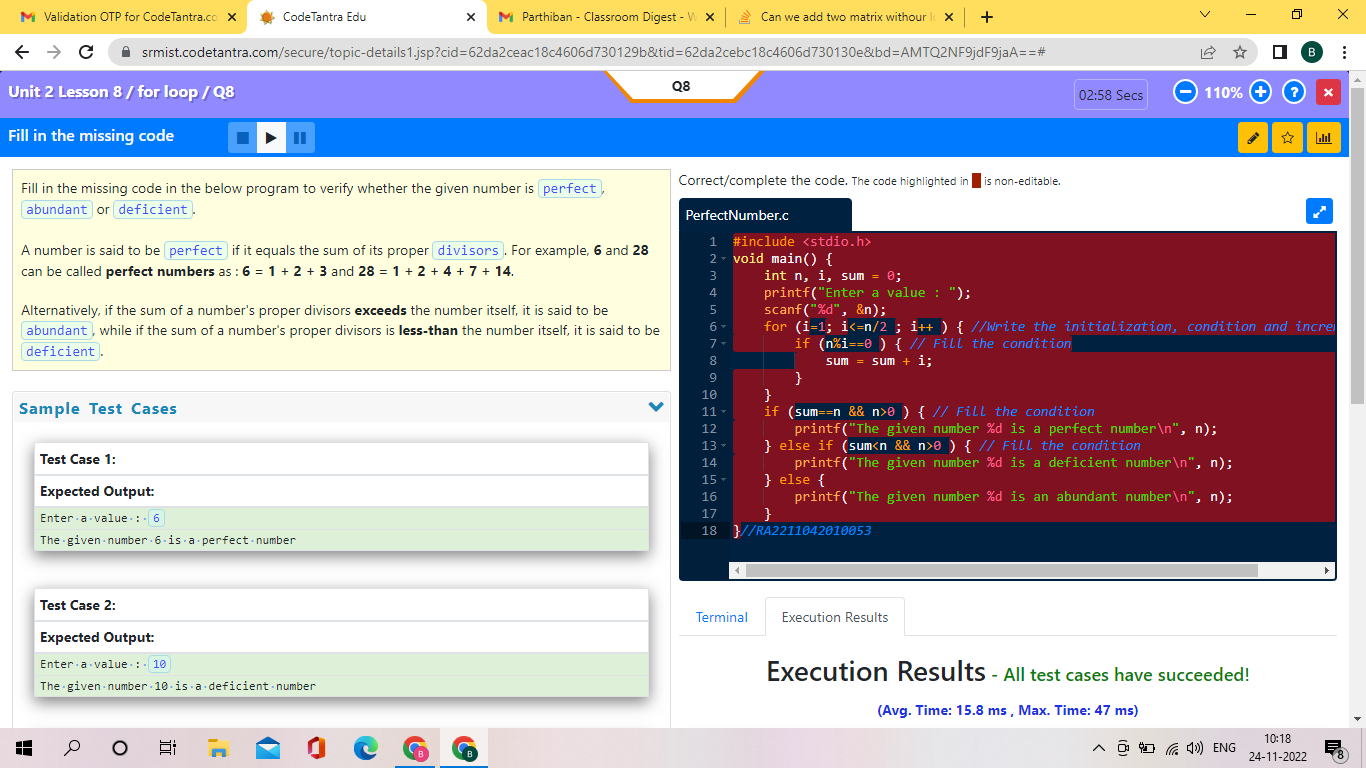 Validation OTP for CodeTantra.co
CodeTantra Edu
Parthiban - Classroom Digest - W
Can we add two matrix withour l
srmist.codetantra.com/secure/topic-details1.jsp?cid=62da2ceac18c4606d730129b&tid=62da2cebc18c4606d730130e&bd=AMTQ2NF9jdF9jaA==#
B
Unit 2 Lesson 8 / for loop / Q8
Q8
02:58 Secs
110%
Fill in the missing code
Fill in the missing code in the below program to verify whether the given number is perfect,
abundant or deficient.
A number is said to be perfect if it equals the sum of its proper divisors. For example, 6 and 28
can be called perfect numbers as : 6 = 1 + 2 + 3 and 28 = 1 + 2 + 4 + 7 + 14.
Alternatively, if the sum of a number's proper divisors exceeds the number itself, it is said to be
abundant, while if the sum of a number's proper divisors is less-than the number itself, it is said to be
deficient.
Sample Test Cases
Test Case 1:
Expected Output:
Enter·a·value·:·6
The·given·number·6·is·a·perfect·number
Test Case 2:
Expected Output:
Enter·a·value·:·10
The·given·number·10·is·a·deficient·number
Correct/complete the code. The code highlighted in is non-editable.
PerfectNumber.c
1 #include <stdio.h>
2 void main() {
3 int n, i, sum = 0;
4 printf("Enter a value : ");
5 scanf("%d", &n);
6 for (i=1; i<=n/2 ; i++ ) { //Write the initialization, condition and increm
7 if (n%i==0 ) { // Fill the condition
8 sum = sum + i;
9 }
10 }
11 if (sum==n && n>0 ) { // Fill the condition
12 printf("The given number %d is a perfect number\n", n);
13 } else if (sum<n && n>0 ) { // Fill the condition
14 printf("The given number %d is a deficient number\n", n);
15 } else {
16 printf("The given number %d is an abundant number\n", n);
17 }
18 }//RA2211042010053
Terminal
Execution Results
Execution Results - All test cases have succeeded!
(Avg. Time: 15.8 ms , Max. Time: 47 ms)
B
B
ENG
10:18
24-11-2022
8